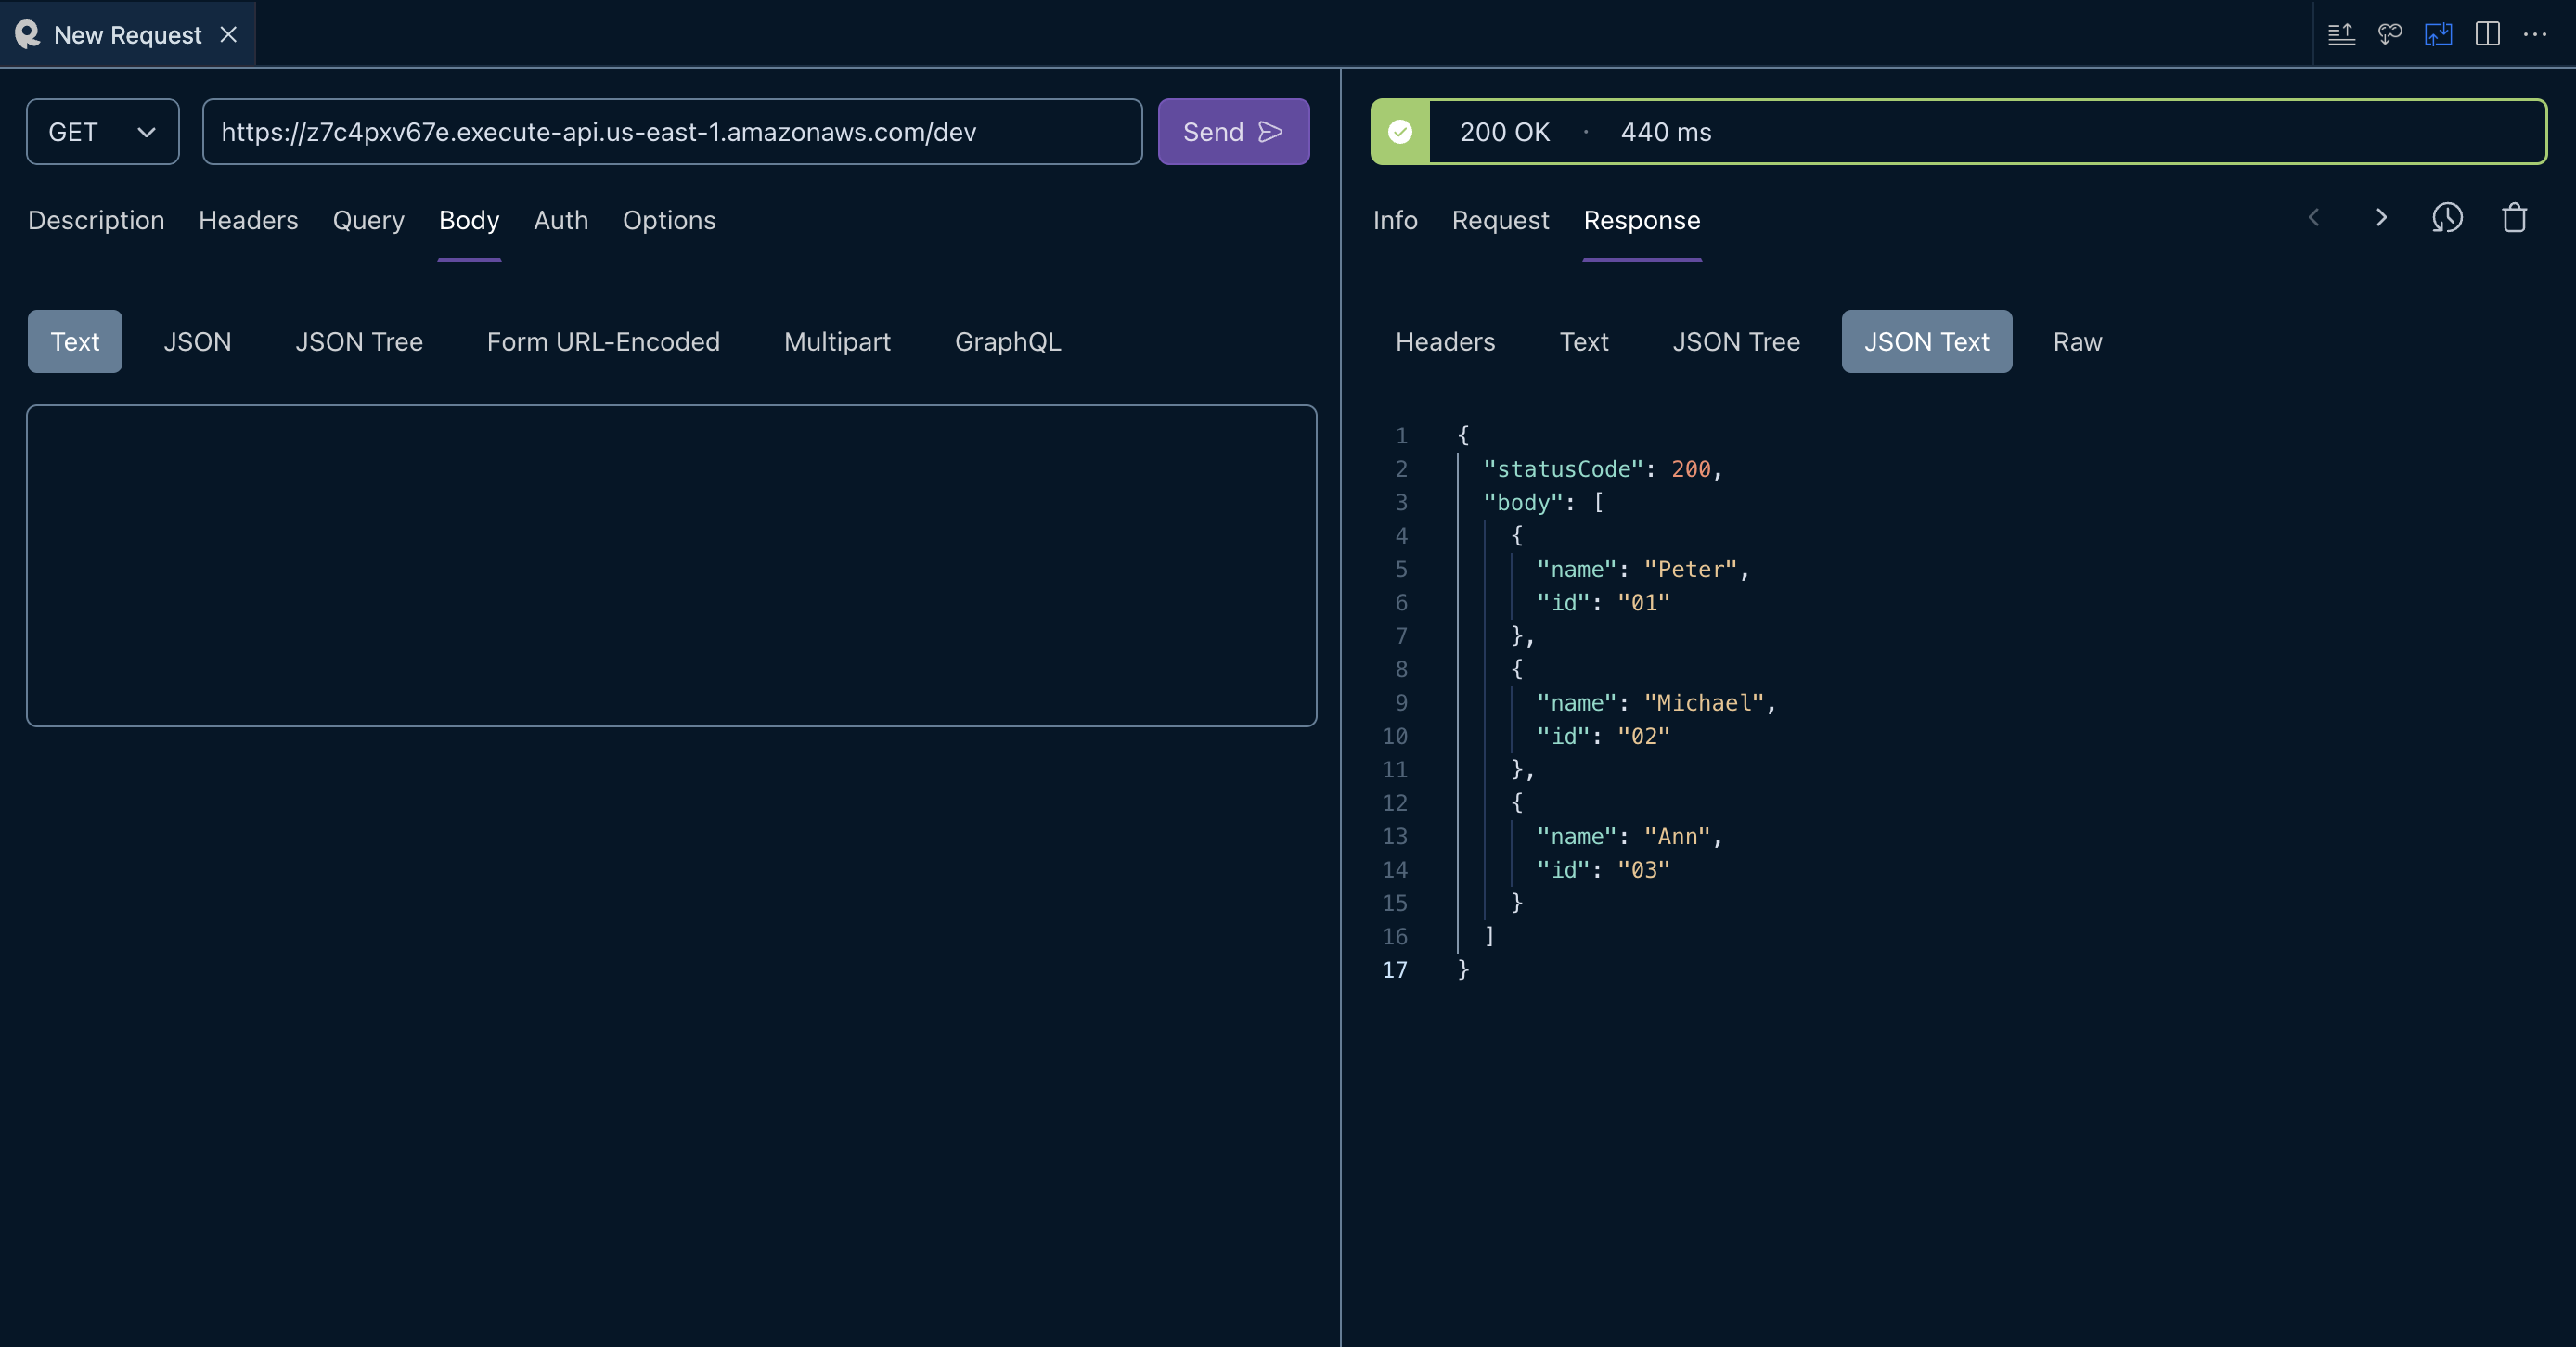 New Request
GET
https://z7c4pxv67e.execute-api.us-east-1.amazonaws.com/dev
Send
200 OK · 440 ms
Description Headers Query Body Auth Options
Info Request Response
Text JSON JSON Tree Form URL-Encoded Multipart GraphQL
Headers Text JSON Tree JSON Text Raw
1 {
2 "statusCode": 200,
3 "body": [
4 {
5 "name": "Peter",
6 "id": "01"
7 },
8 {
9 "name": "Michael",
10 "id": "02"
11 },
12 {
13 "name": "Ann",
14 "id": "03"
15 }
16 ]
17 }